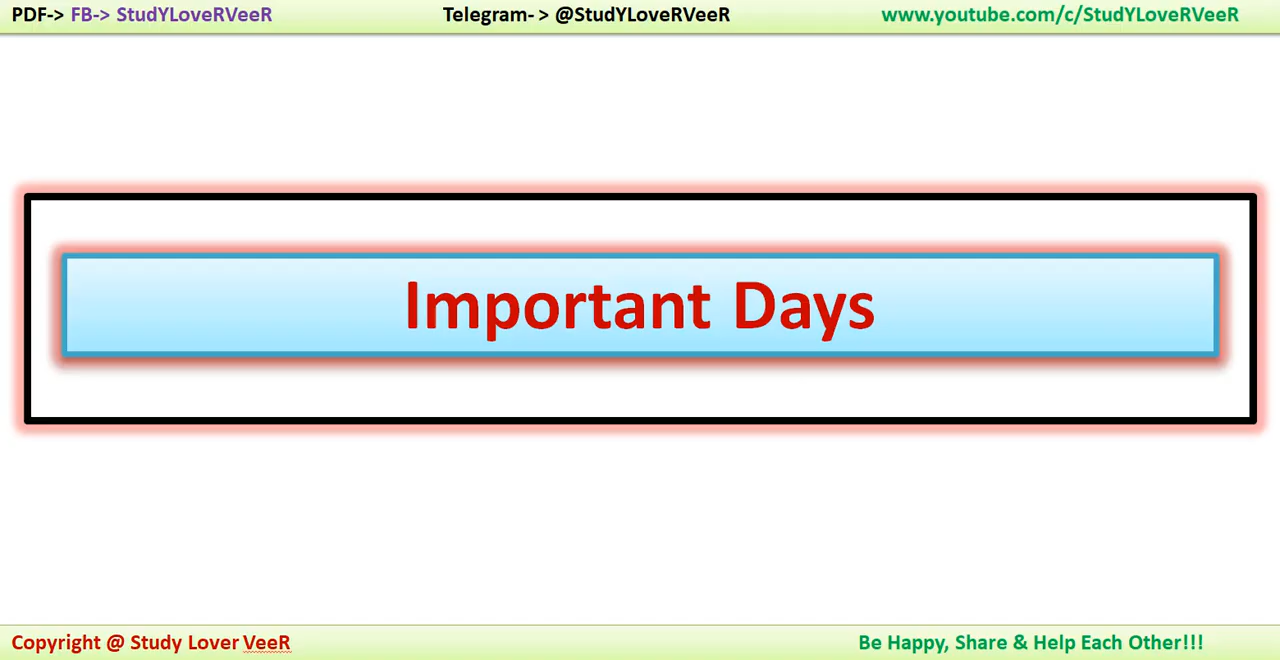 PDF-> FB-> StudYLoveRVeeR Telegram- > @StudYLoveRVeeR www.youtube.com/c/StudYLoveRVeeR
Important Days
Copyright @ Study Lover VeeR Be Happy, Share & Help Each Other!!!